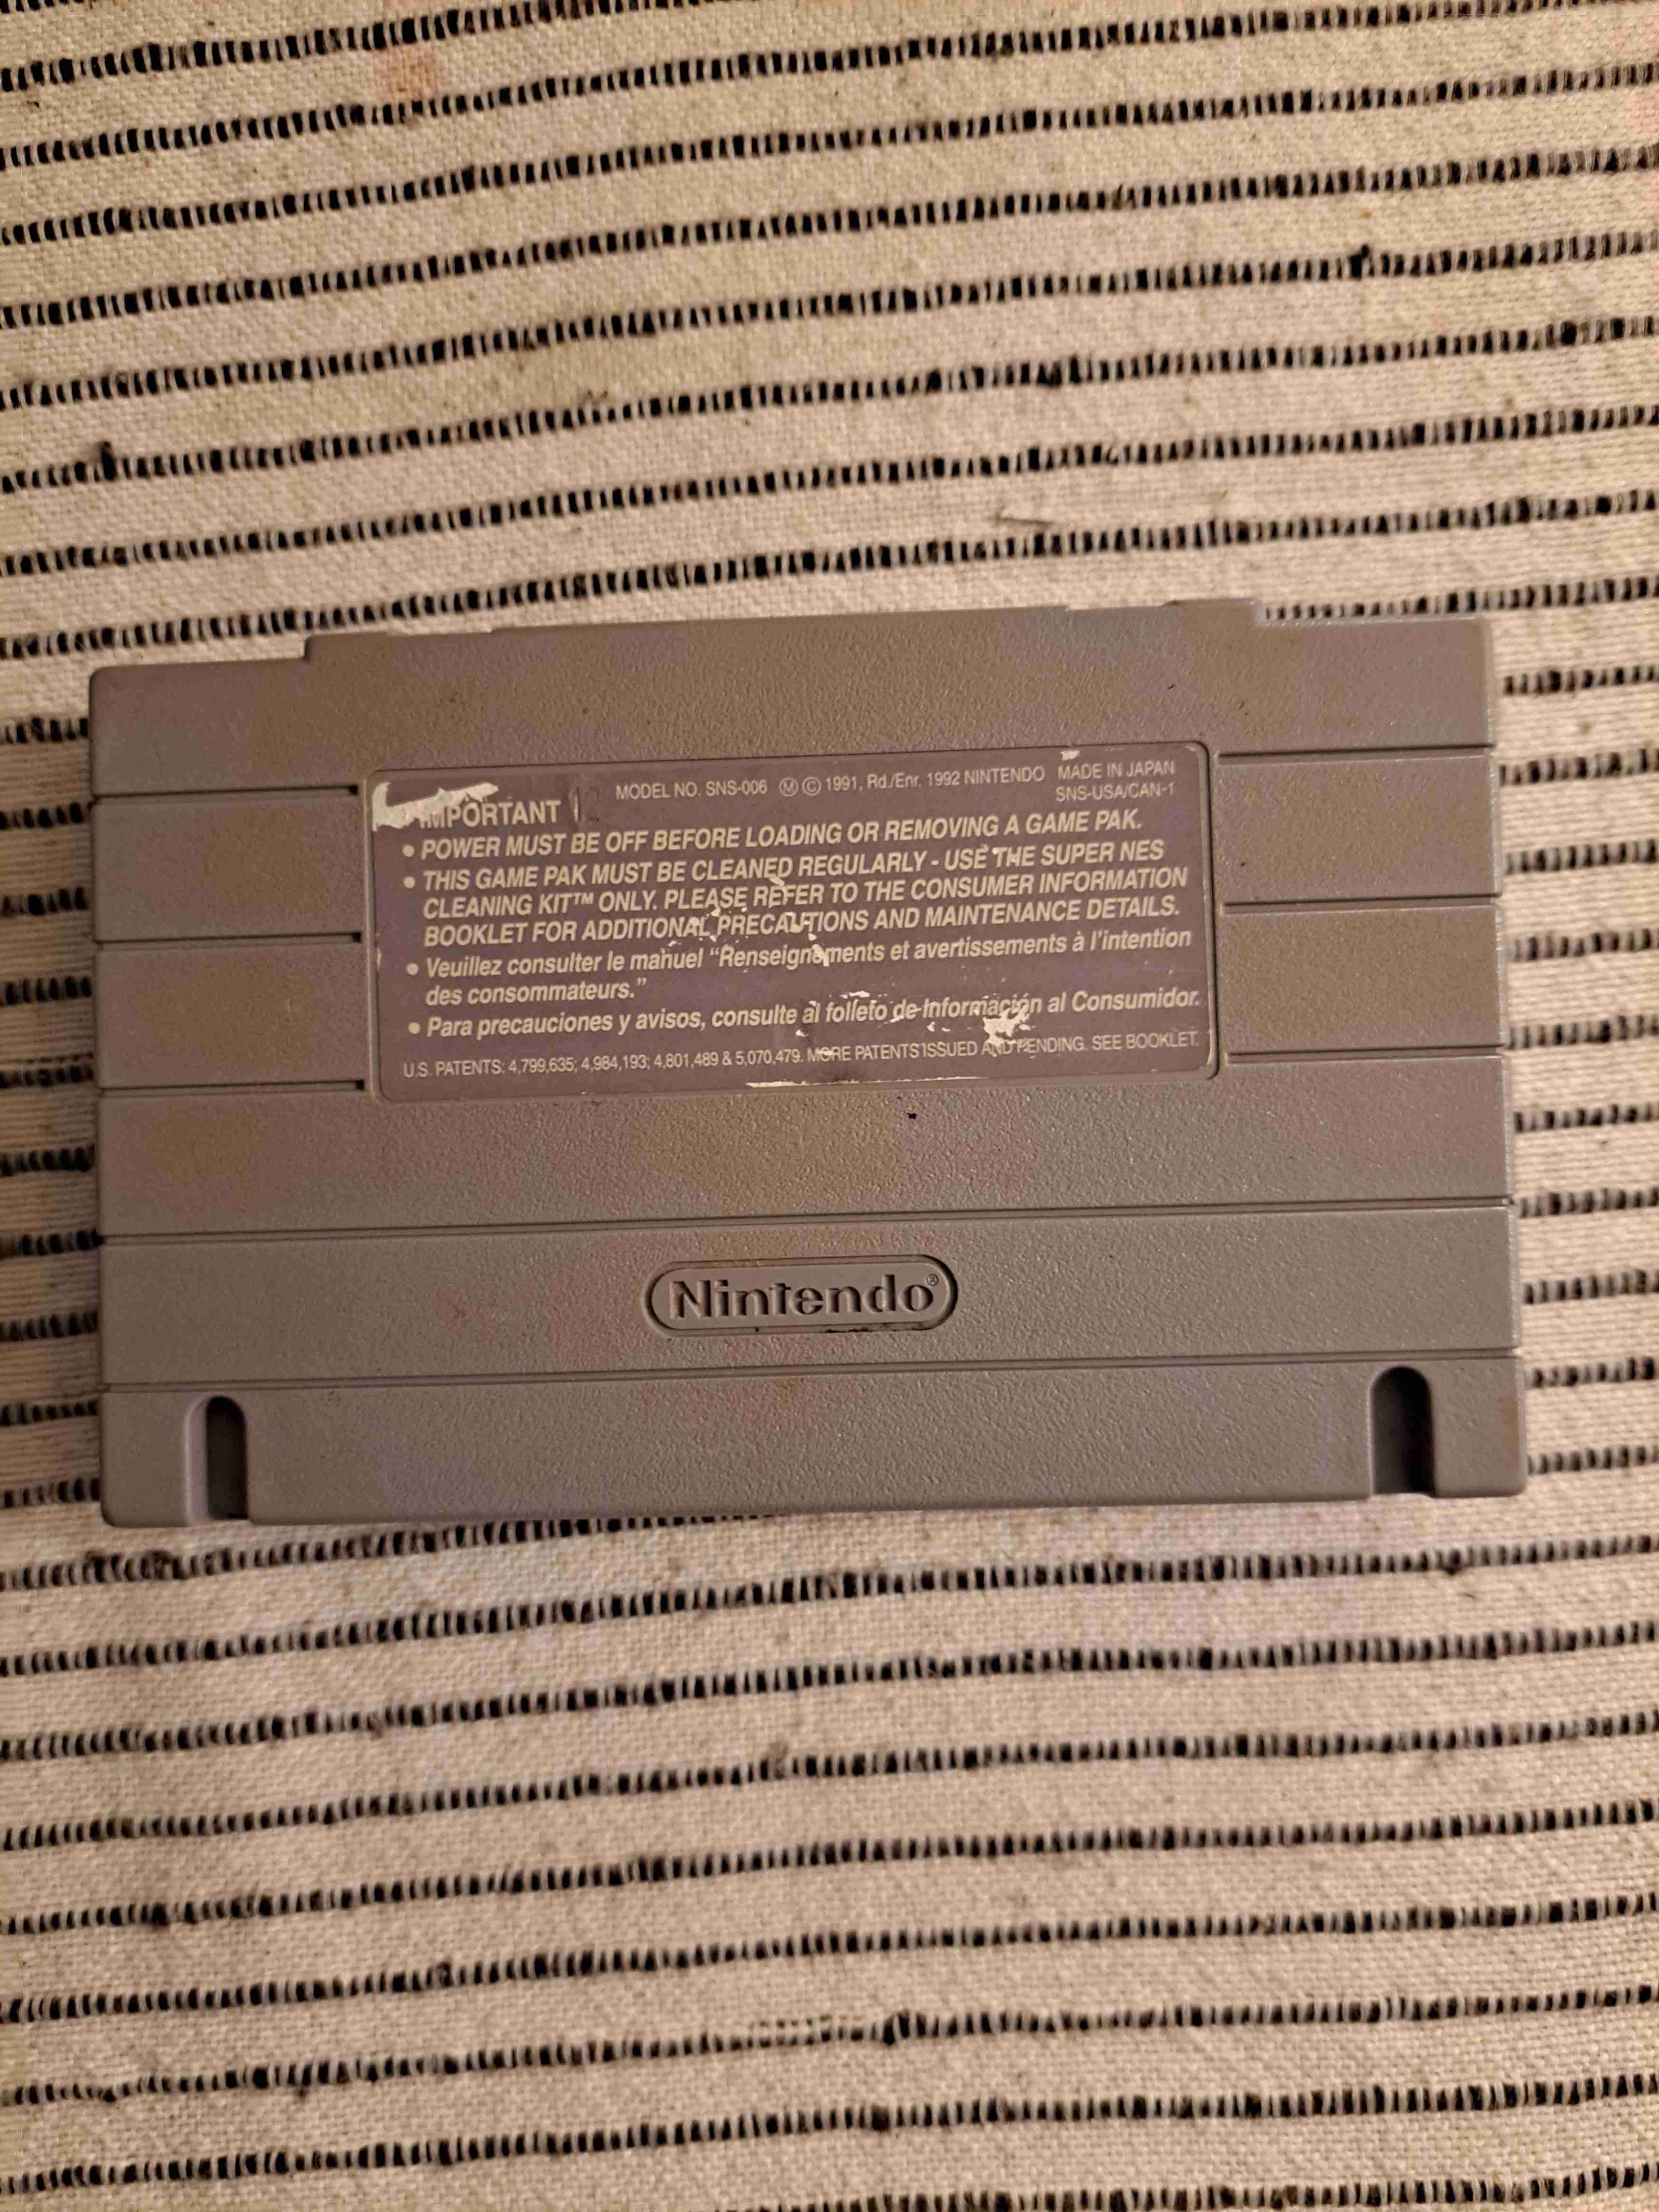 IMPORTANT
MODEL NO. SNS-006 Ⓜ © 1991, Rd./Enr. 1992 NINTENDO MADE IN JAPAN
SNS-USA/CAN-1
• POWER MUST BE OFF BEFORE LOADING OR REMOVING A GAME PAK.
• THIS GAME PAK MUST BE CLEANED REGULARLY - USE THE SUPER NES
CLEANING KIT™ ONLY. PLEASE REFER TO THE CONSUMER INFORMATION
BOOKLET FOR ADDITIONAL PRECAUTIONS AND MAINTENANCE DETAILS.
• Veuillez consulter le manuel “Renseignements et avertissements à l’intention
des consommateurs.”
• Para precauciones y avisos, consulte al folleto de Información al Consumidor.
U.S. PATENTS: 4,799,635; 4,984,193; 4,801,489 & 5,070,479. MORE PATENTS ISSUED AND PENDING. SEE BOOKLET.
Nintendo®